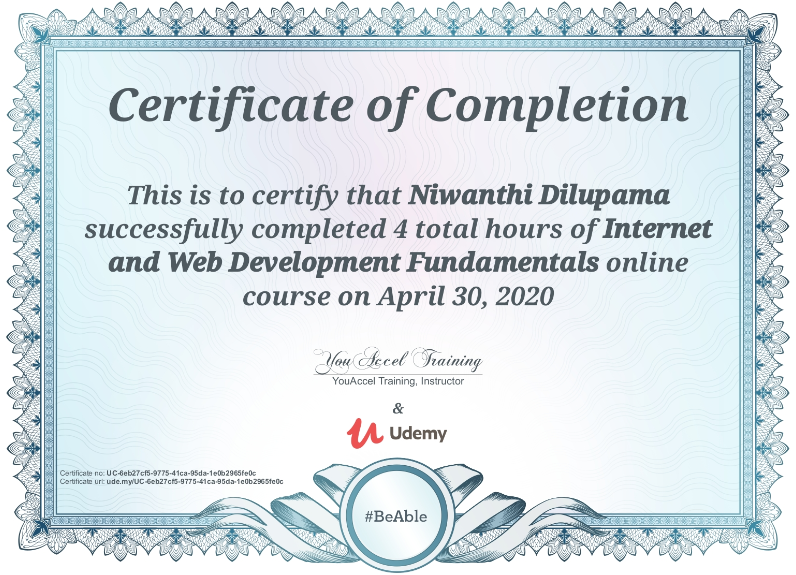 Certificate of Completion
This is to certify that Niwanthi Dilupama
successfully completed 4 total hours of Internet
and Web Development Fundamentals online
course on April 30, 2020
YouAccel Training
YouAccel Training, Instructor
&
Udemy
Certificate no: UC-6eb27cf5-9775-41ca-95da-1e0b2965fe0c
Certificate url: ude.my/UC-6eb27cf5-9775-41ca-95da-1e0b2965fe0c
#BeAble